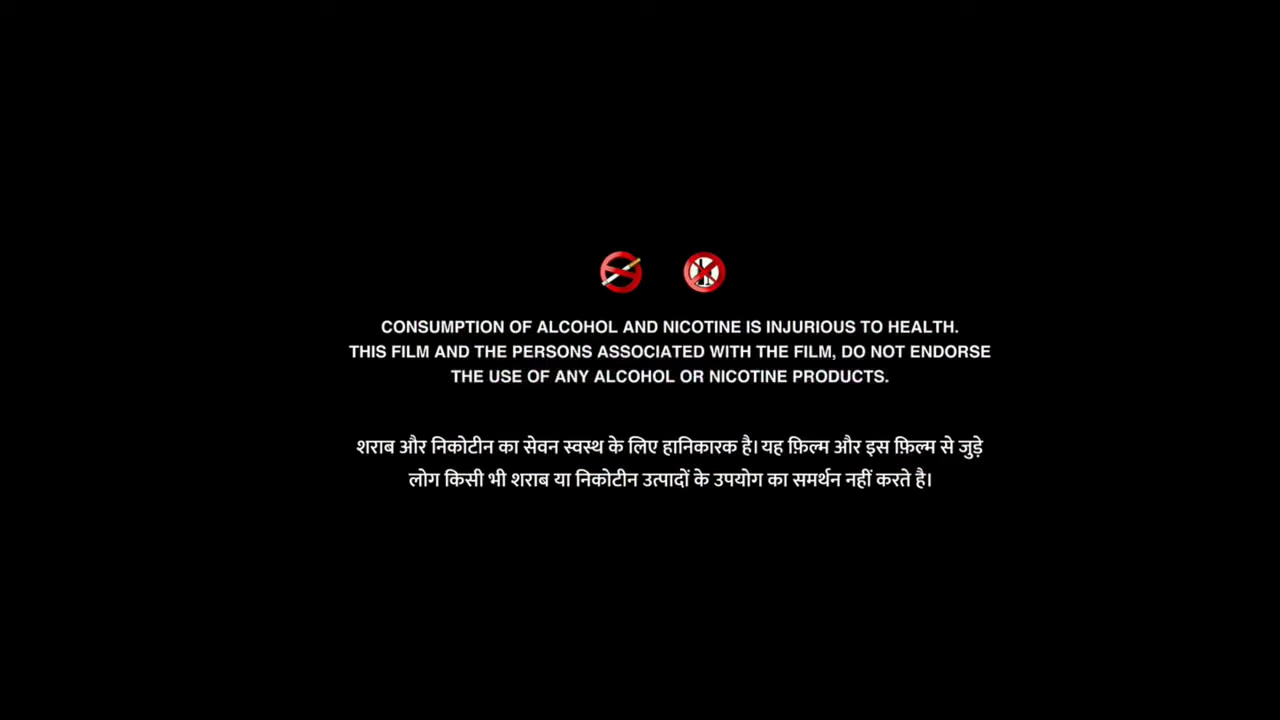 CONSUMPTION OF ALCOHOL AND NICOTINE IS INJURIOUS TO HEALTH.
THIS FILM AND THE PERSONS ASSOCIATED WITH THE FILM, DO NOT ENDORSE
THE USE OF ANY ALCOHOL OR NICOTINE PRODUCTS.
शराब और निकोटीन का सेवन स्वस्थ के लिए हानिकारक है। यह फ़िल्म और इस फ़िल्म से जुड़े
लोग किसी भी शराब या निकोटीन उत्पादों के उपयोग का समर्थन नहीं करते है।